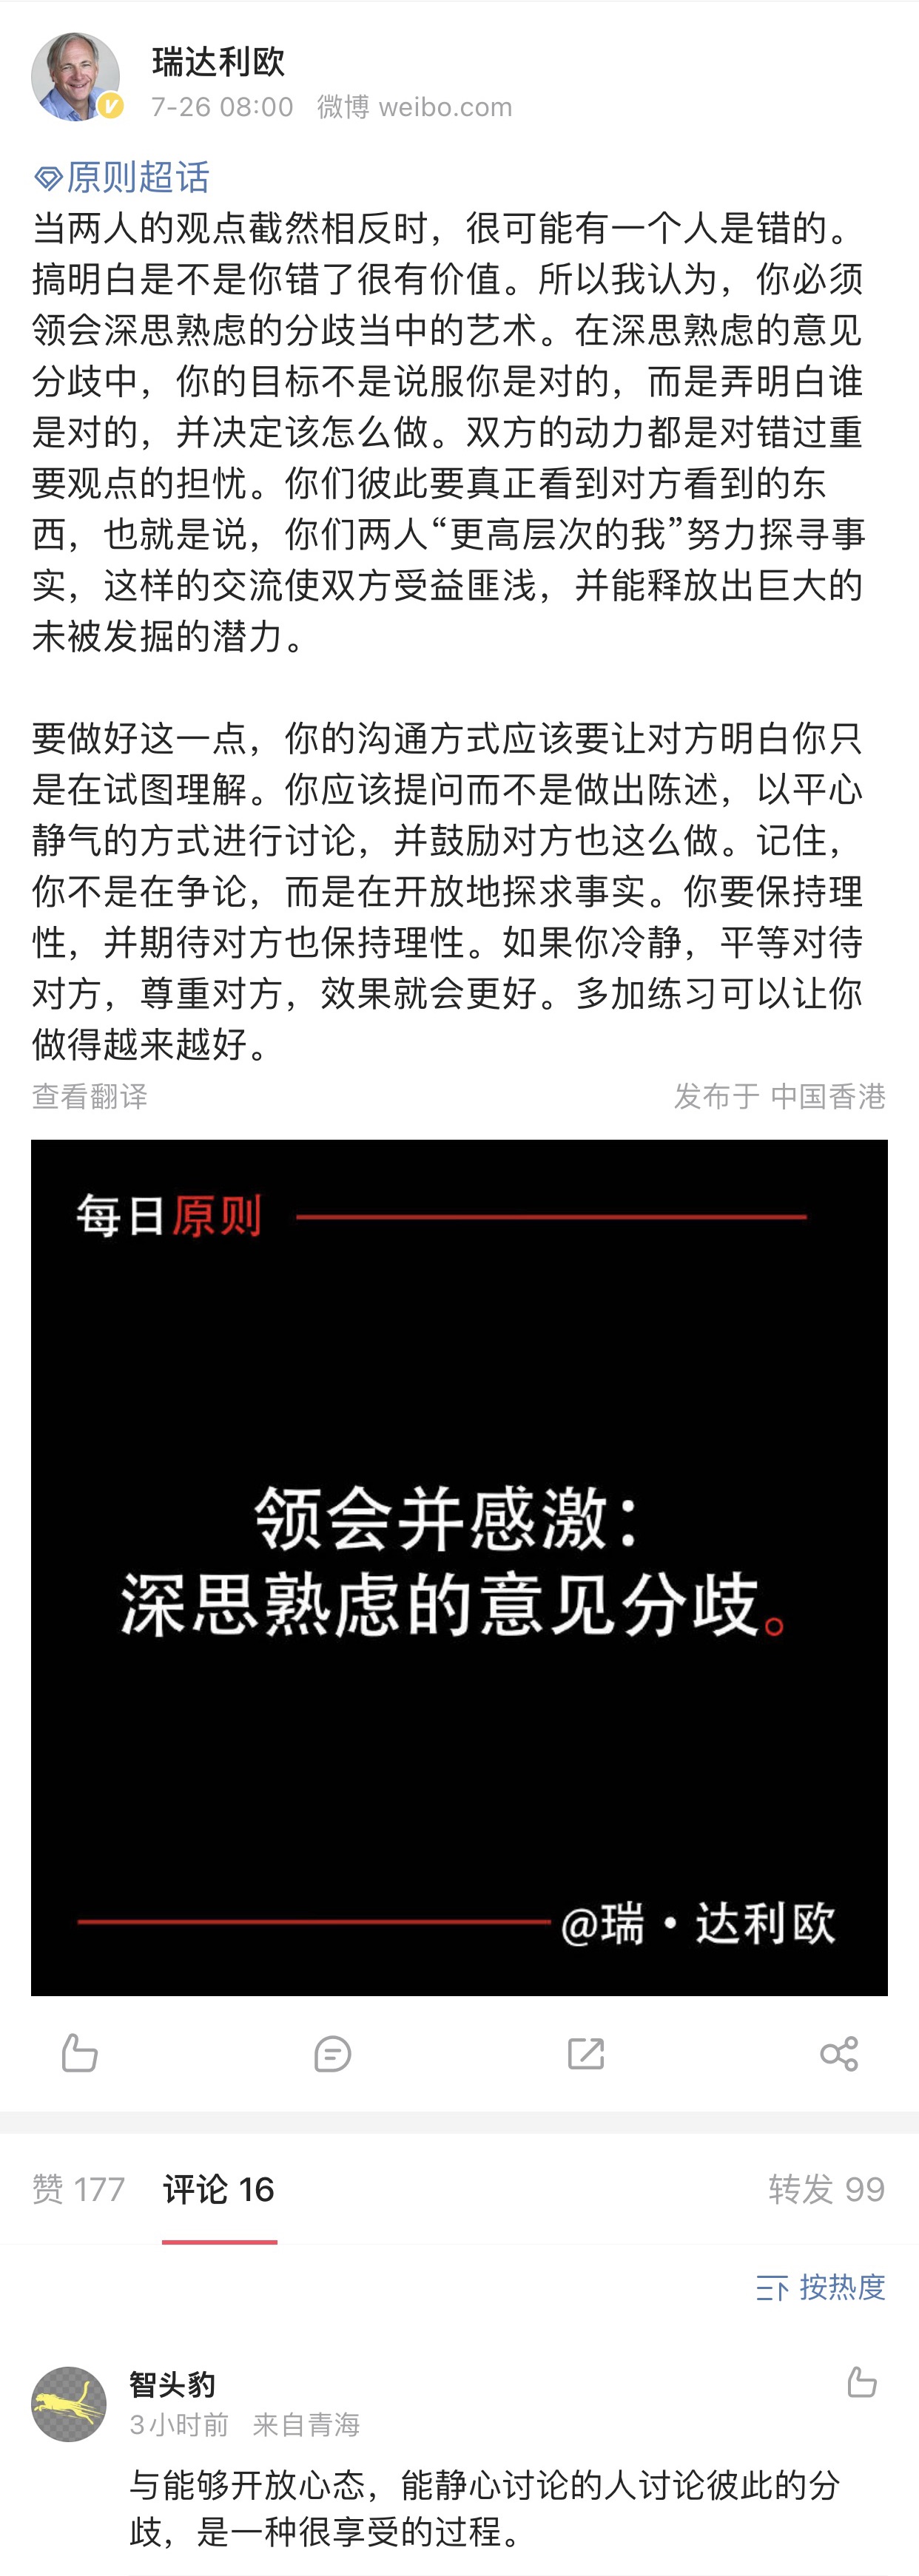 瑞达利欧
7-26 08:00 微博 weibo.com
原则超话
当两人的观点截然相反时，很可能有一个人是错的。
搞明白是不是你错了很有价值。所以我认为，你必须
领会深思熟虑的分歧当中的艺术。在深思熟虑的意见
分歧中，你的目标不是说服你是对的，而是弄明白谁
是对的，并决定该怎么做。双方的动力都是对错过重
要观点的担忧。你们彼此要真正看到对方看到的东
西，也就是说，你们两人“更高层次的我”努力探寻事
实，这样的交流使双方受益匪浅，并能释放出巨大的
未被发掘的潜力。
要做好这一点，你的沟通方式应该要让对方明白你只
是在试图理解。你应该提问而不是做出陈述，以平心
静气的方式进行讨论，并鼓励对方也这么做。记住，
你不是在争论，而是在开放地探求事实。你要保持理
性，并期待对方也保持理性。如果你冷静，平等对待
对方，尊重对方，效果就会更好。多加练习可以让你
做得越来越好。
查看翻译 发布于 中国香港
每日原则
领会并感激：
深思熟虑的意见分歧。
@瑞·达利欧
赞 177 评论 16 转发 99
按热度
智头豹
3小时前 来自青海
与能够开放心态，能静心讨论的人讨论彼此的分
歧，是一种很享受的过程。